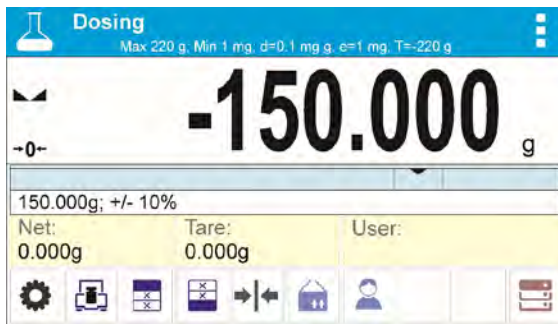 Dosing
Max 220 g, Min 1 mg, d=0.1 mg g, e=1 mg, T=-220 g
-150.000 g
→0←
150.000g; +/- 10%
Net: Tare: User:
0.000g 0.000g